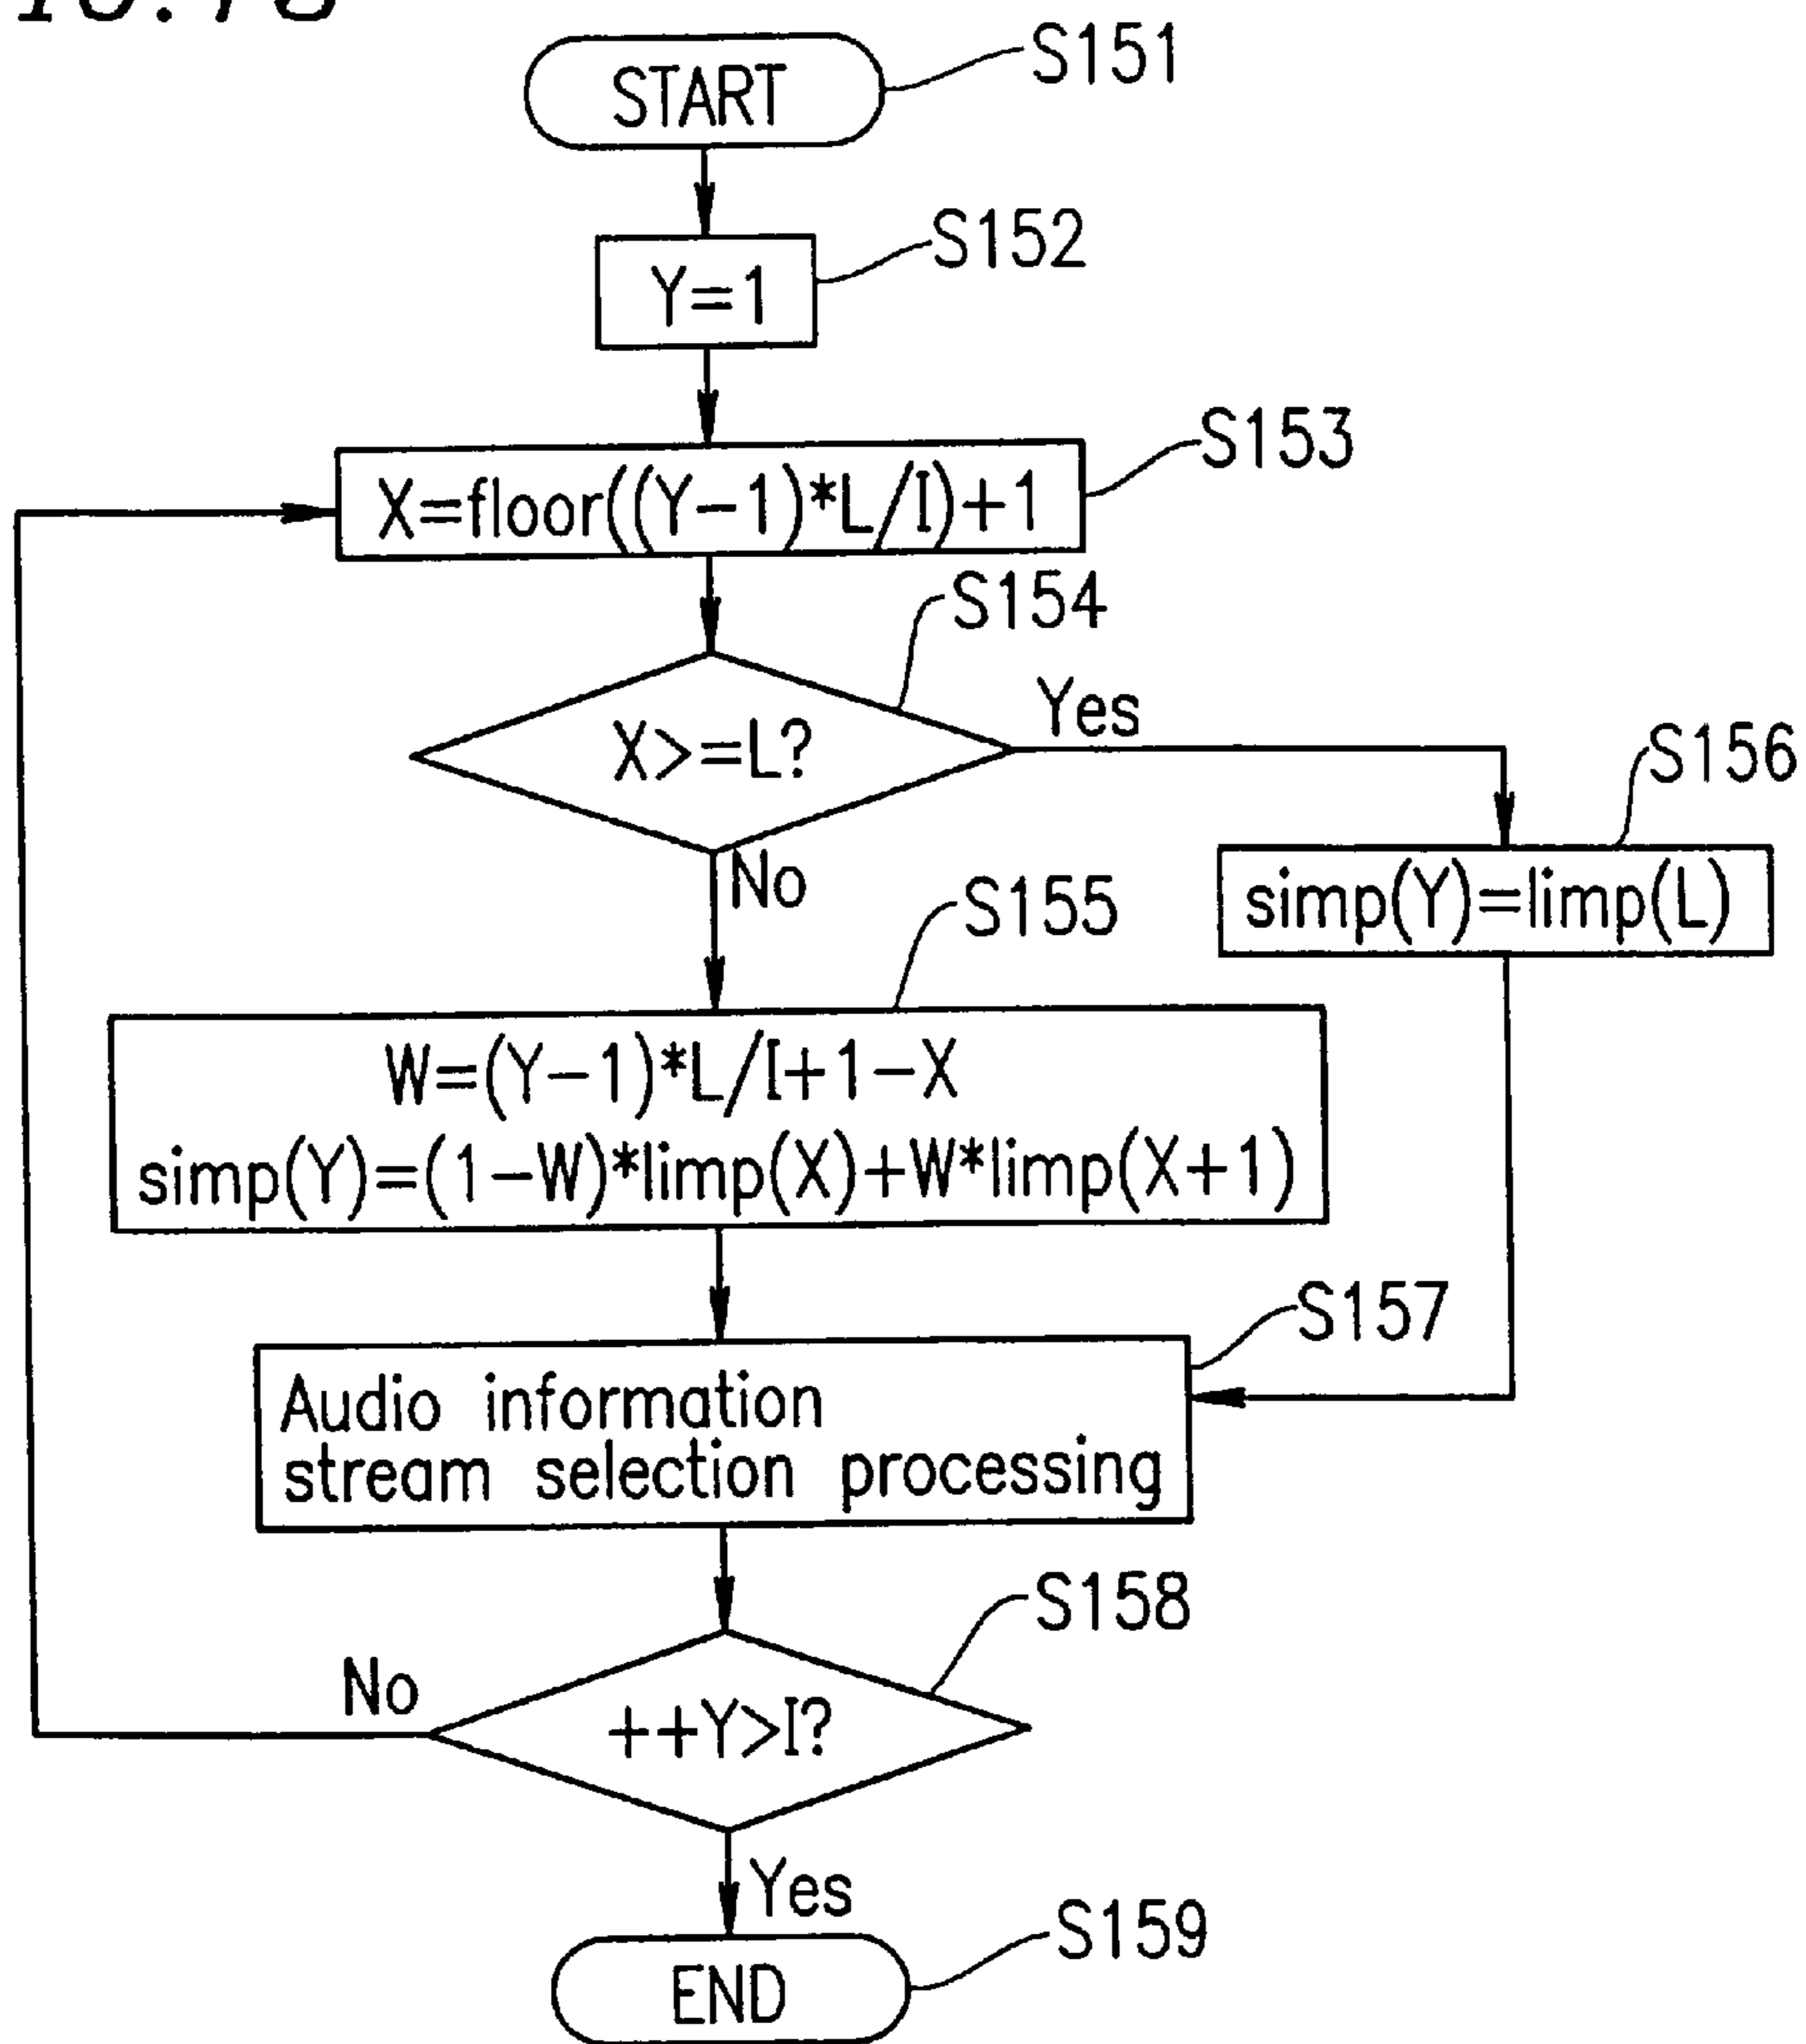 START
S151
Y=1
S152
X=floor((Y-1)*L/I)+1
S153
X>=L?
S154
Yes
No
simp(Y)=limp(L)
S156
W=(Y-1)*L/I+1-X
simp(Y)=(1-W)*limp(X)+W*limp(X+1)
S155
Audio information
stream selection processing
S157
++Y>I?
S158
No
Yes
END
S159